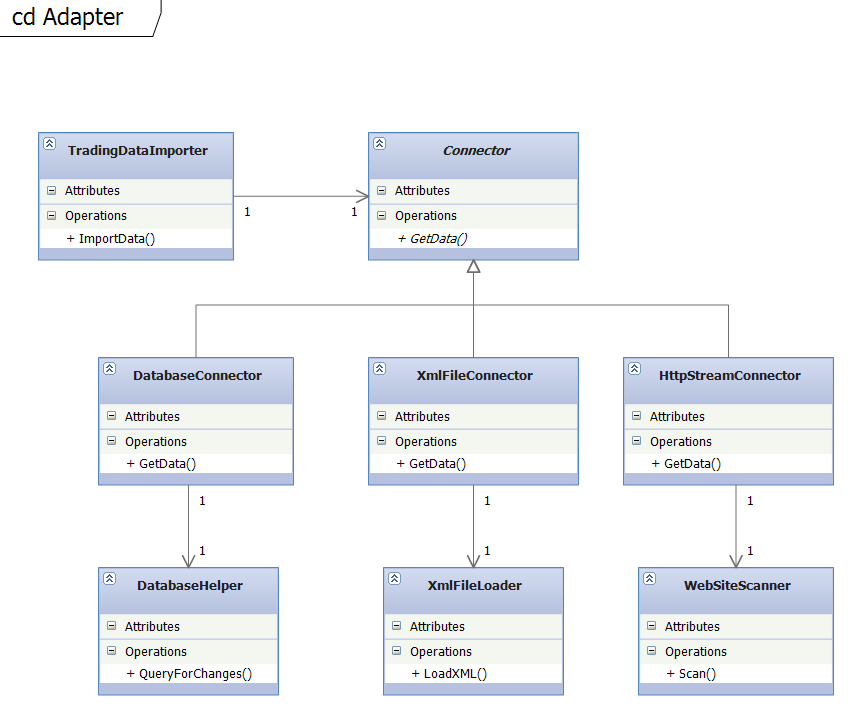 cd Adapter
TradingDataImporter
Attributes
Operations
+ ImportData()
1
1
Connector
Attributes
Operations
+ GetData()
DatabaseConnector
Attributes
Operations
+ GetData()
XmlFileConnector
Attributes
Operations
+ GetData()
HttpStreamConnector
Attributes
Operations
+ GetData()
1
1
1
1
1
1
DatabaseHelper
Attributes
Operations
+ QueryForChanges()
XmlFileLoader
Attributes
Operations
+ LoadXML()
WebSiteScanner
Attributes
Operations
+ Scan()